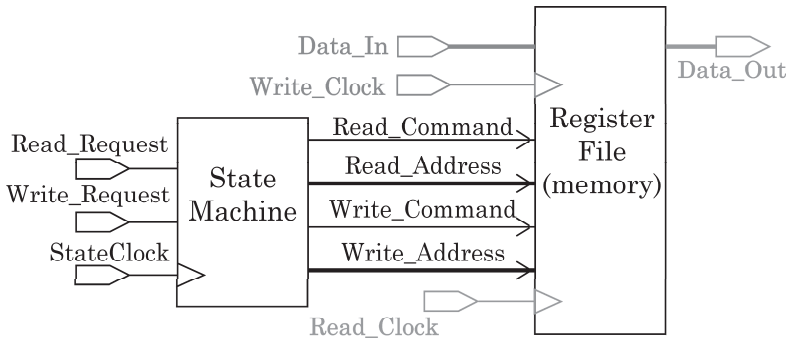 Data_In
Data_Out
Write_Clock
Register
File
(memory)
Read_Command
Read_Request
Read_Address
State
Machine
Write_Request
Write_Command
StateClock
Write_Address
Read_Clock